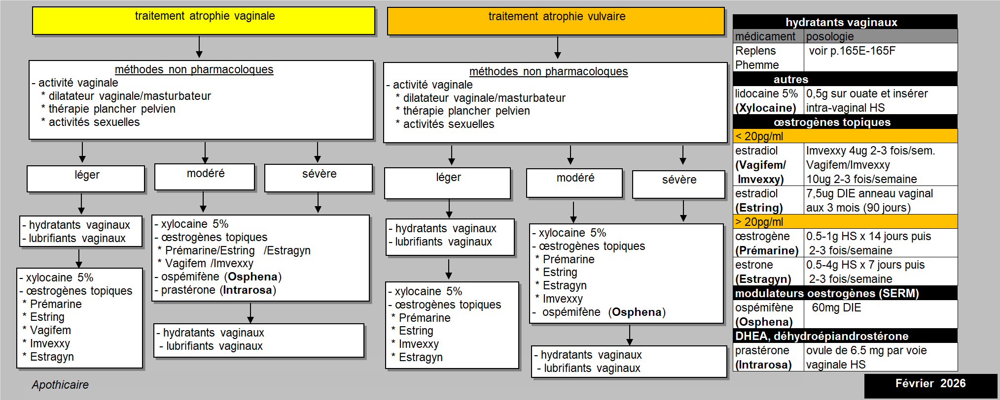 traitement atrophie vaginale
méthodes non pharmacoloques
- activité vaginale
* dilatateur vaginale/masturbateur
* thérapie plancher pelvien
* activités sexuelles
léger
modéré
sévère
- hydratants vaginaux
- lubrifiants vaginaux
- xylocaine 5%
- œstrogènes topiques
* Prémarine
* Estring
* Vagifem
* Imvexxy
* Estragyn
- xylocaine 5%
- œstrogènes topiques
* Prémarine/Estring /Estragyn
* Vagifem /Imvexxy
- ospémifène (Osphena)
- prastérone (Intrarosa)
- hydratants vaginaux
- lubrifiants vaginaux
traitement atrophie vulvaire
méthodes non pharmacoloques
- activité vaginale
* dilatateur vaginale/masturbateur
* thérapie plancher pelvien
* activités sexuelles
léger
modéré
sévère
- hydratants vaginaux
- lubrifiants vaginaux
- xylocaine 5%
- œstrogènes topiques
* Prémarine
* Estring
* Imvexxy
* Estragyn
- xylocaine 5%
- œstrogènes topiques
* Prémarine
* Estring
* Estragyn
* Imvexxy
- ospémifène (Osphena)
- hydratants vaginaux
- lubrifiants vaginaux
hydratants vaginaux
médicament posologie
Replens voir p.165E-165F
Phemme
autres
lidocaine 5% 0,5g sur ouate et insérer
(Xylocaine) intra-vaginal HS
œstrogènes topiques
< 20pg/ml
estradiol Imvexxy 4ug 2-3 fois/sem.
(Vagifem/ Vagifem/Imvexxy
Imvexxy) 10ug 2-3 fois/semaine
estradiol 7,5ug DIE anneau vaginal
(Estring) aux 3 mois (90 jours)
> 20pg/ml
œstrogène 0.5-1g HS x 14 jours puis
(Prémarine) 2-3 fois/semaine
estrone 0.5-4g HS x 7 jours puis
(Estragyn) 2-3 fois/semaine
modulateurs oestrogènes (SERM)
ospémifène 60mg DIE
(Osphena)
DHEA, déhydroépiandrostérone
prastérone ovule de 6.5 mg par voie
(Intrarosa) vaginale HS
Apothicaire
Février 2026